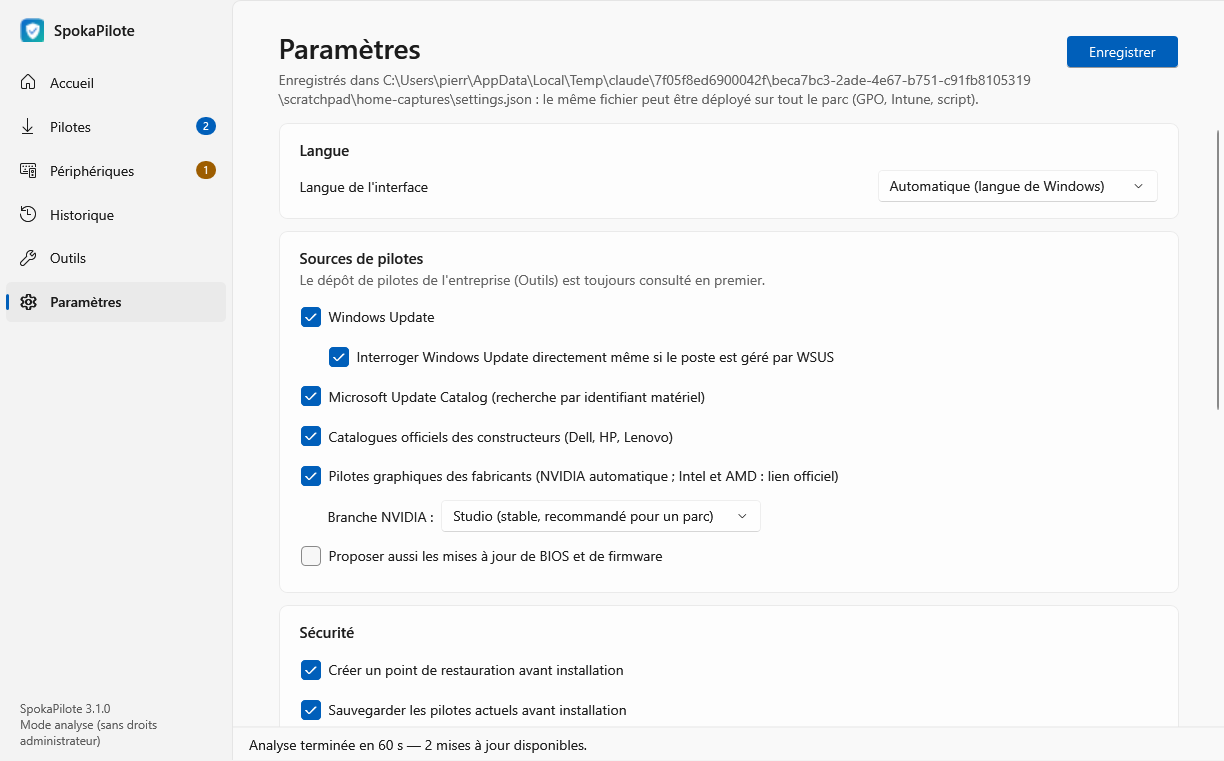 SpokaPilote
Accueil
Pilotes
2
Périphériques
1
Historique
Outils
Paramètres
SpokaPilote 3.1.0
Mode analyse (sans droits
administrateur)
Paramètres
Enregistrer
Enregistrés dans C:\Users\pierr\AppData\Local\Temp\claude\7f05f8ed6900042f\beca7bc3-2ade-4e67-b751-c91fb8105319
\scratchpad\home-captures\settings.json : le même fichier peut être déployé sur tout le parc (GPO, Intune, script).
Langue
Langue de l'interface
Automatique (langue de Windows)
Sources de pilotes
Le dépôt de pilotes de l'entreprise (Outils) est toujours consulté en premier.
Windows Update
Interroger Windows Update directement même si le poste est géré par WSUS
Microsoft Update Catalog (recherche par identifiant matériel)
Catalogues officiels des constructeurs (Dell, HP, Lenovo)
Pilotes graphiques des fabricants (NVIDIA automatique ; Intel et AMD : lien officiel)
Branche NVIDIA :
Studio (stable, recommandé pour un parc)
Proposer aussi les mises à jour de BIOS et de firmware
Sécurité
Créer un point de restauration avant installation
Sauvegarder les pilotes actuels avant installation
Analyse terminée en 60 s — 2 mises à jour disponibles.